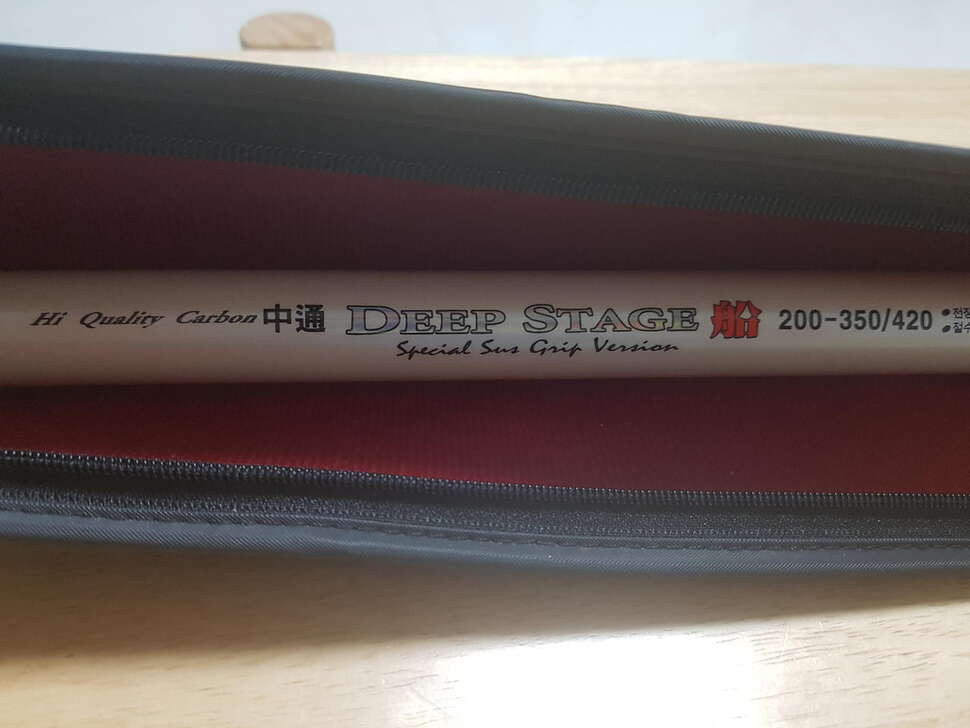 Hi Quality Carbon 中通 DEEP STAGE 船 200-350/420
Special Sus Grip Version